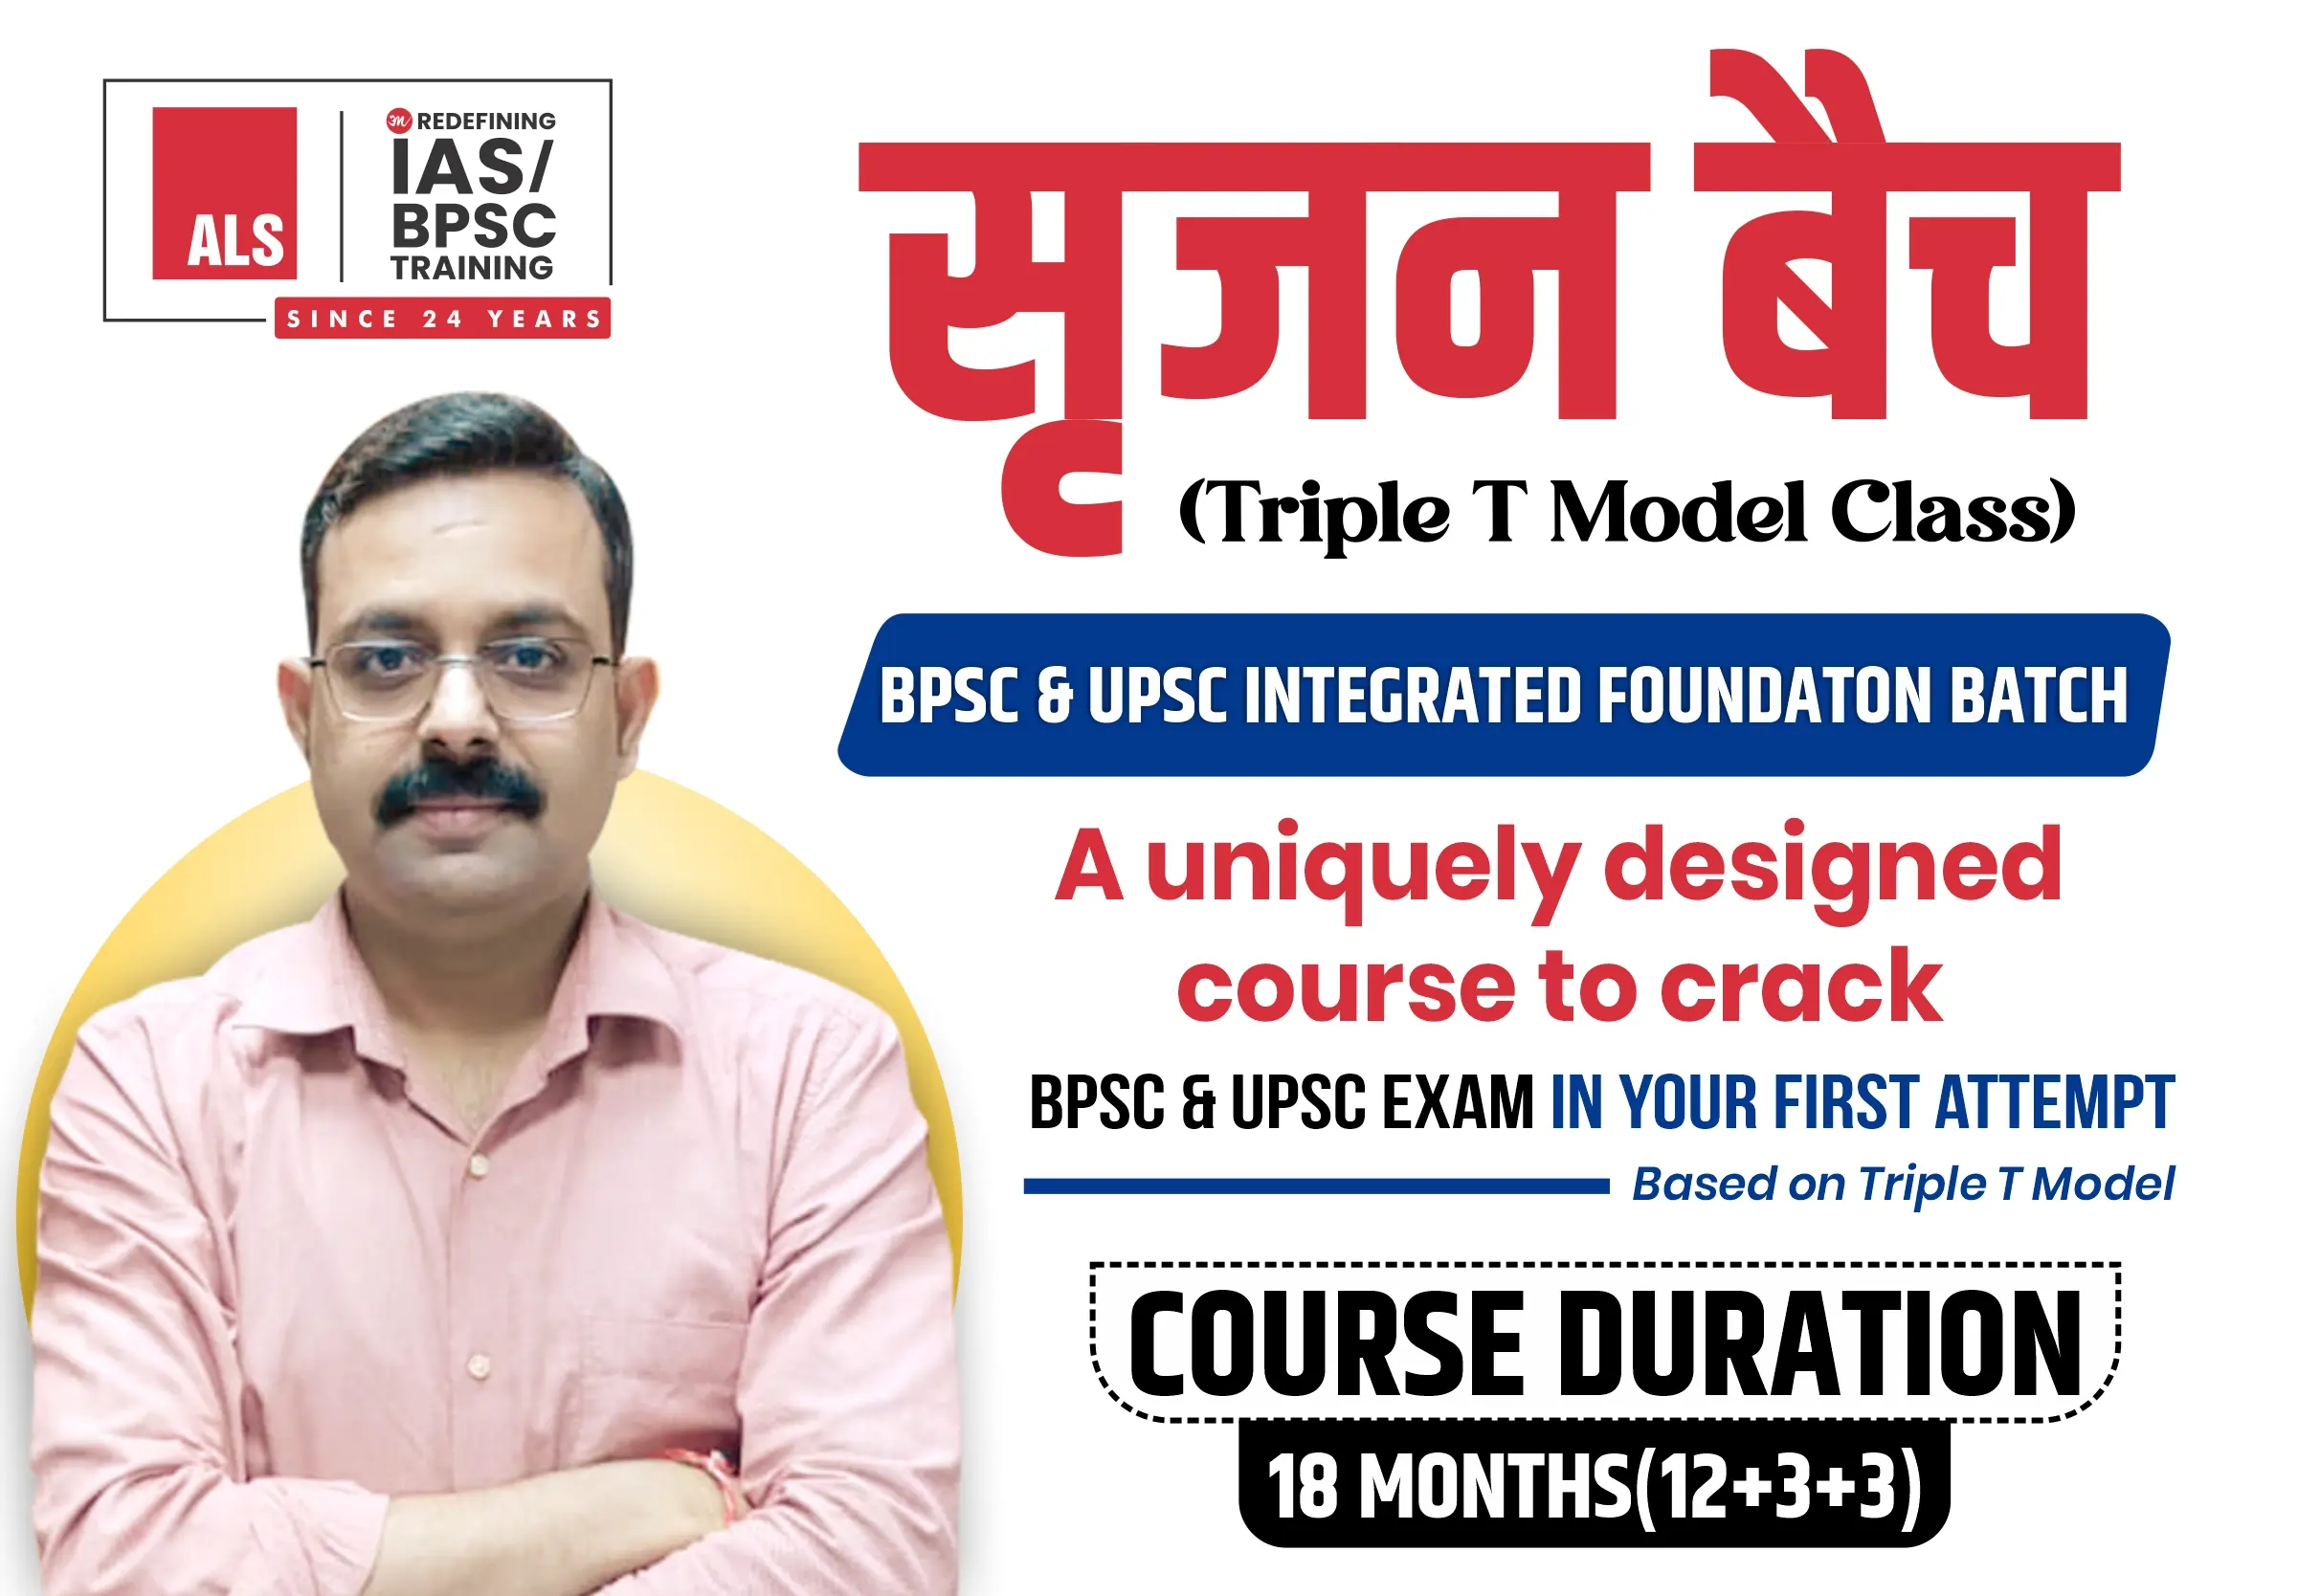 ALS
REDEFINING
IAS/
BPSC
TRAINING
SINCE 24 YEARS
सृजन बैच
(Triple T Model Class)
BPSC & UPSC INTEGRATED FOUNDATON BATCH
A uniquely designed
course to crack
BPSC & UPSC EXAM IN YOUR FIRST ATTEMPT
Based on Triple T Model
COURSE DURATION
18 MONTHS(12+3+3)